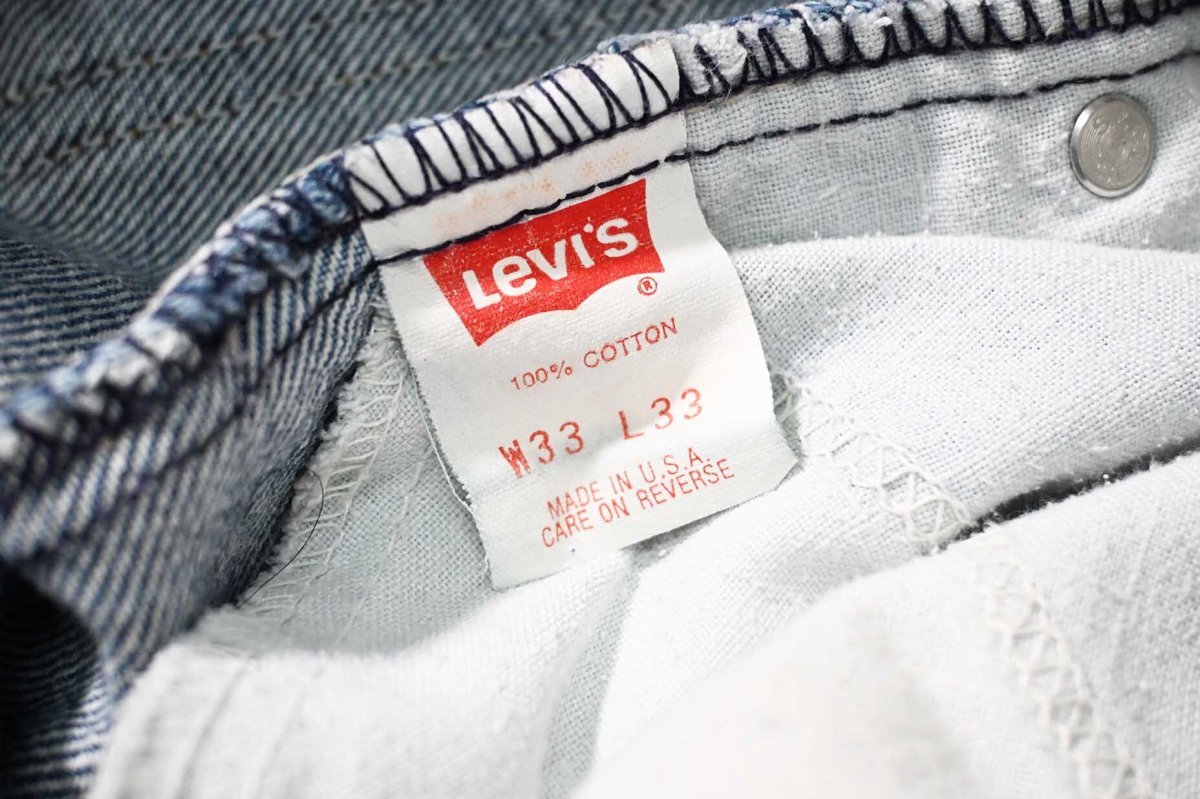 Levi's
®
100% COTTON
W33 L33
MADE IN U.S.A.
CARE ON REVERSE